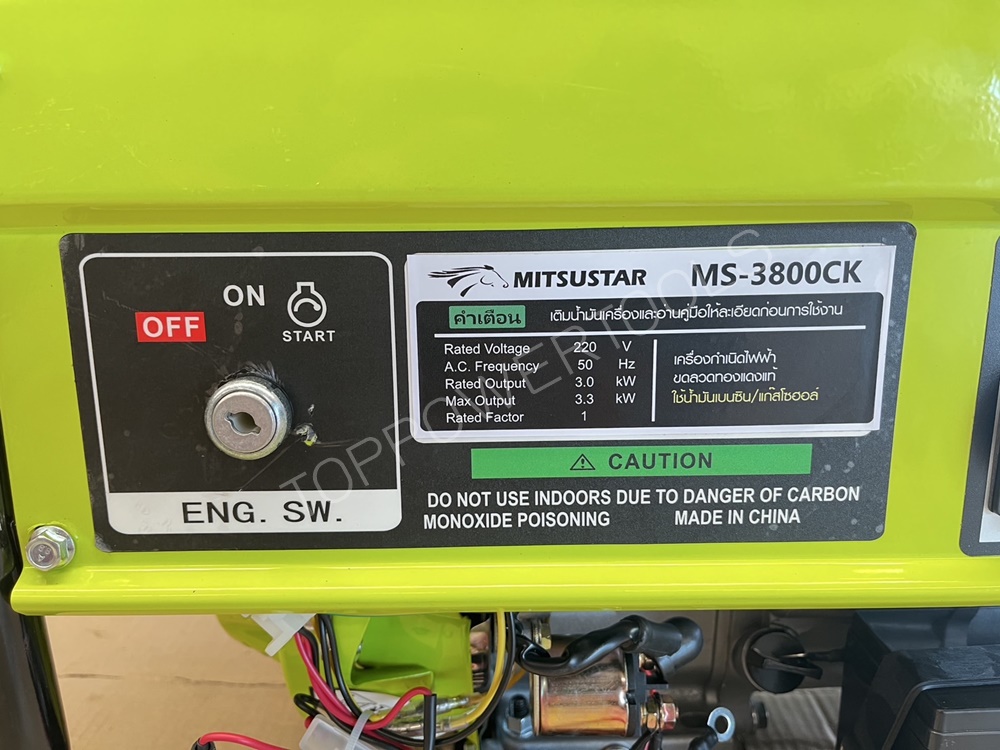 ON
OFF
START
ENG. SW.
MITSUSTAR MS-3800CK
คำเตือน เติมน้ำมันเครื่องและอ่านคู่มือให้ละเอียดก่อนการใช้งาน
Rated Voltage 220 V
A.C. Frequency 50 Hz
Rated Output 3.0 kW
Max Output 3.3 kW
Rated Factor 1
เครื่องกำเนิดไฟฟ้า
ขดลวดทองแดงแท้
ใช้น้ำมันเบนซิน/แก๊สโซฮอล์
CAUTION
DO NOT USE INDOORS DUE TO DANGER OF CARBON
MONOXIDE POISONING MADE IN CHINA
TOPPOWERTOOLS